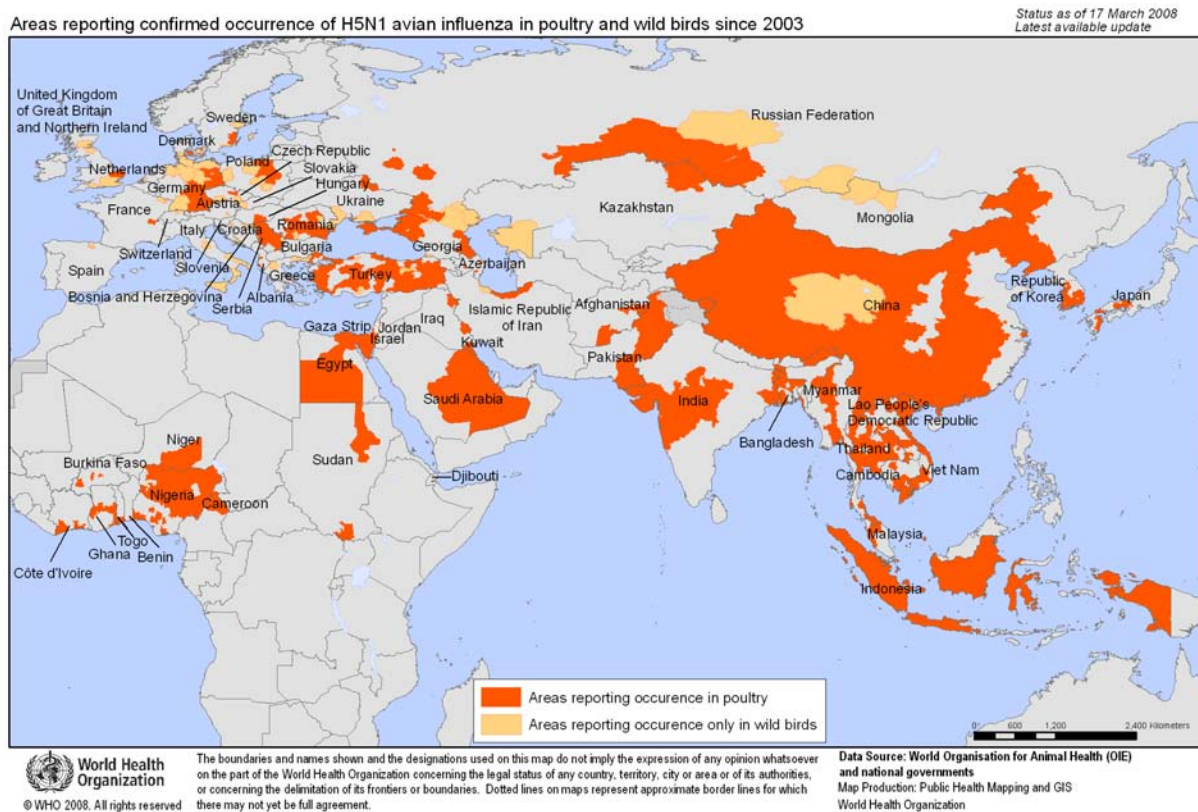 Areas reporting confirmed occurrence of H5N1 avian influenza in poultry and wild birds since 2003
Status as of 17 March 2008
Latest available update
United Kingdom
of Great Britain
and Northern Ireland
Sweden
Denmark
Russian Federation
Netherlands
Poland
Czech Republic
Slovakia
Germany
Hungary
Austria
Ukraine
France
Kazakhstan
Mongolia
Italy
Croatia
Romania
Switzerland
Bulgaria
Georgia
Slovenia
Azerbaijan
Spain
Greece
Turkey
Republic
of Korea
Japan
Bosnia and Herzegovina
Albania
Serbia
Islamic Republic
of Iran
Afghanistan
China
Iraq
Gaza Strip
Jordan
Israel
Kuwait
Pakistan
Egypt
Saudi Arabia
India
Myanmar
Lao People's
Democratic Republic
Bangladesh
Niger
Thailand
Burkina Faso
Sudan
Djibouti
Cambodia
Viet Nam
Nigeria
Cameroon
Togo
Ghana
Benin
Malaysia
Côte d'Ivoire
Indonesia
Areas reporting occurence in poultry
Areas reporting occurence only in wild birds
0 600 1,200 2,400 Kilometers
World Health
Organization
© WHO 2008. All rights reserved
The boundaries and names shown and the designations used on this map do not imply the expression of any opinion whatsoever
on the part of the World Health Organization concerning the legal status of any country, territory, city or area or of its authorities,
or concerning the delimitation of its frontiers or boundaries. Dotted lines on maps represent approximate border lines for which
there may not yet be full agreement.
Data Source: World Organisation for Animal Health (OIE)
and national governments
Map Production: Public Health Mapping and GIS
World Health Organization